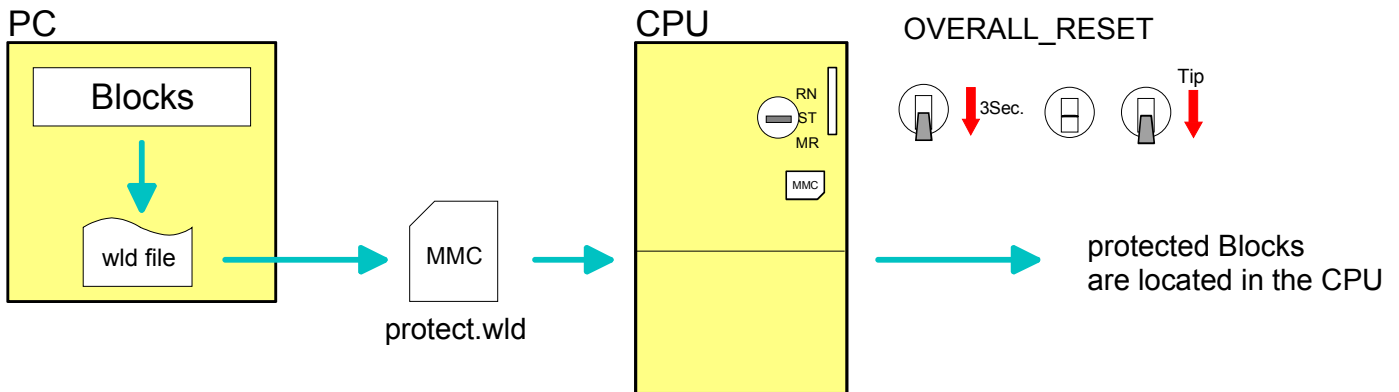 PC
Blocks
wld file
MMC
protect.wld
CPU
RN
ST
MR
MMC
OVERALL_RESET
3Sec.
Tip
protected Blocks
are located in the CPU